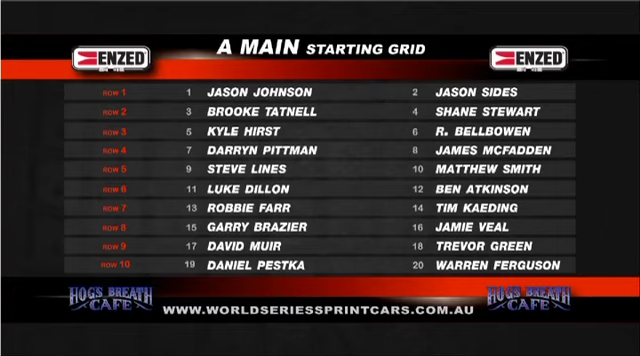 ENZED A MAIN STARTING GRID ENZED
ROW 1 1 JASON JOHNSON 2 JASON SIDES
ROW 2 3 BROOKE TATNELL 4 SHANE STEWART
ROW 3 5 KYLE HIRST 6 R. BELLBOWEN
ROW 4 7 DARRYN PITTMAN 8 JAMES MCFADDEN
ROW 5 9 STEVE LINES 10 MATTHEW SMITH
ROW 6 11 LUKE DILLON 12 BEN ATKINSON
ROW 7 13 ROBBIE FARR 14 TIM KAEDING
ROW 8 15 GARRY BRAZIER 16 JAMIE VEAL
ROW 9 17 DAVID MUIR 18 TREVOR GREEN
ROW 10 19 DANIEL PESTKA 20 WARREN FERGUSON
HOGS BREATH HOGS BREATH
CAFE CAFE
WWW.WORLDSERIESSPRINTCARS.COM.AU